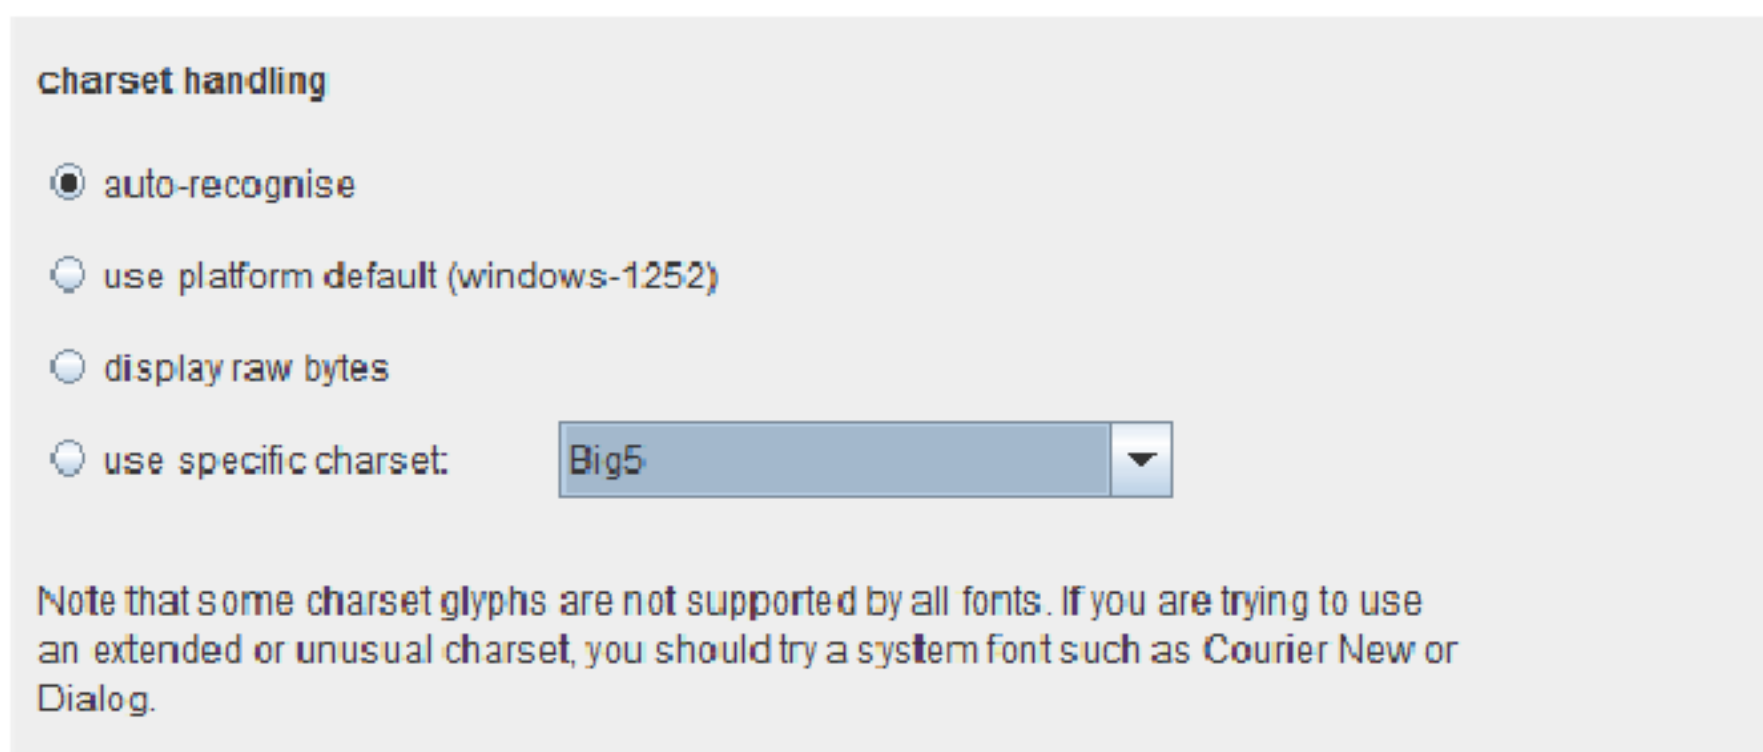 charset handling
auto-recognise
use platform default (windows-1252)
display raw bytes
use specific charset: Big5
Note that some charset glyphs are not supported by all fonts. If you are trying to use
an extended or unusual charset, you should try a system font such as Courier New or
Dialog.